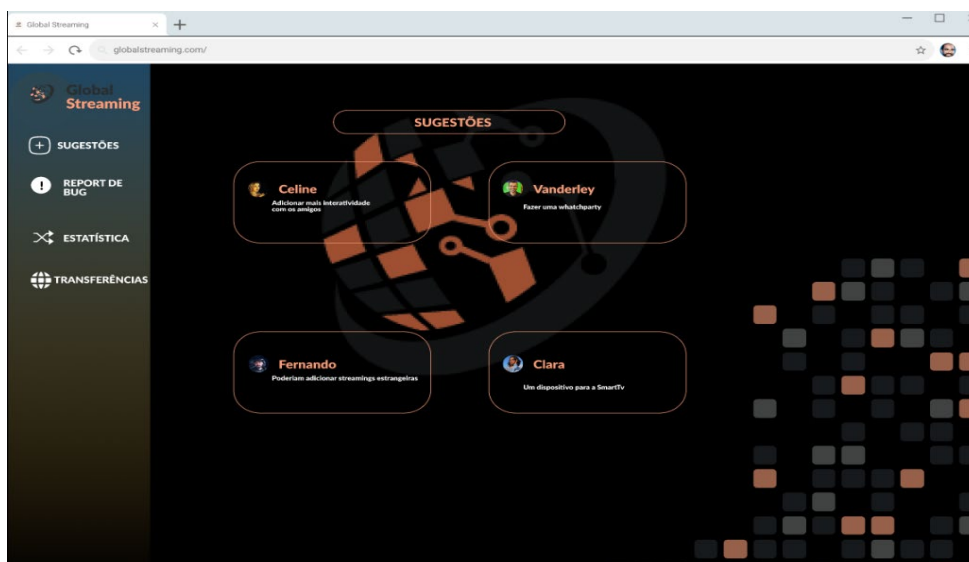 Global Streaming
globalstreaming.com/
Global
Streaming
SUGESTÕES
REPORT DE
BUG
ESTATÍSTICA
TRANSFERÊNCIAS
SUGESTÕES
Celine
Adicionar mais interatividade
com os amigos
Vanderley
Fazer uma whatchparty
Fernando
Poderiam adicionar streamings estrangeiras
Clara
Um dispositivo para a SmartTv